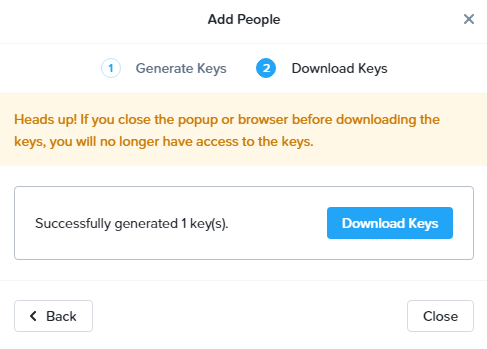 Add People
1 Generate Keys 2 Download Keys
Heads up! If you close the popup or browser before downloading the
keys, you will no longer have access to the keys.
Successfully generated 1 key(s). Download Keys
Back Close